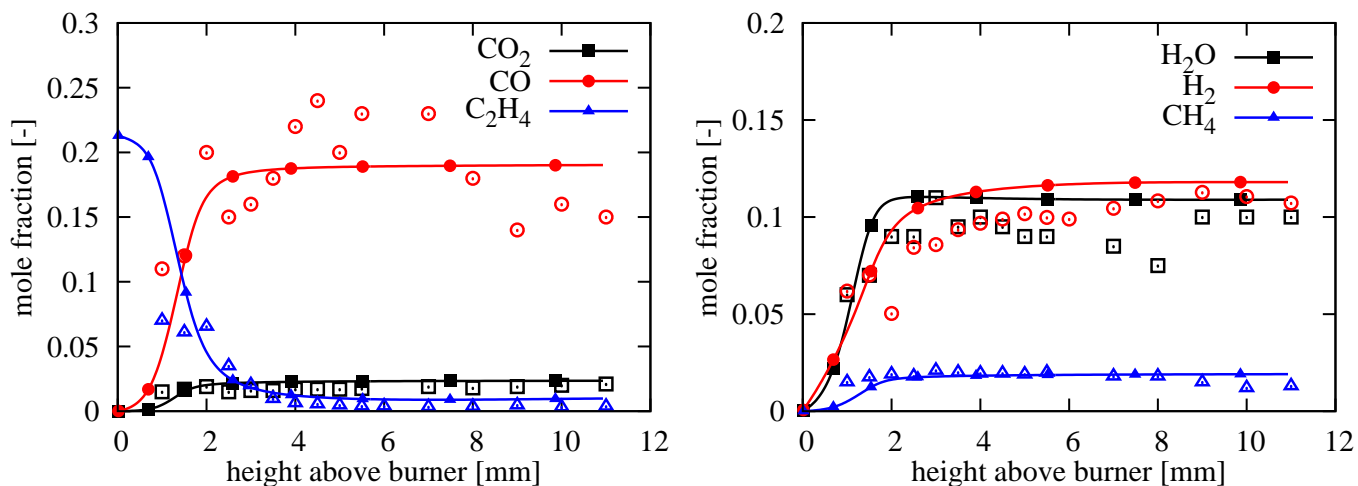 0.3
CO2
0.25
CO
C2H4
0.2
0.15
0.1
0.05
0
mole fraction [-]
0 2 4 6 8 10 12
height above burner [mm]
0.2
H2O
H2
CH4
0.15
0.1
0.05
0
mole fraction [-]
0 2 4 6 8 10 12
height above burner [mm]